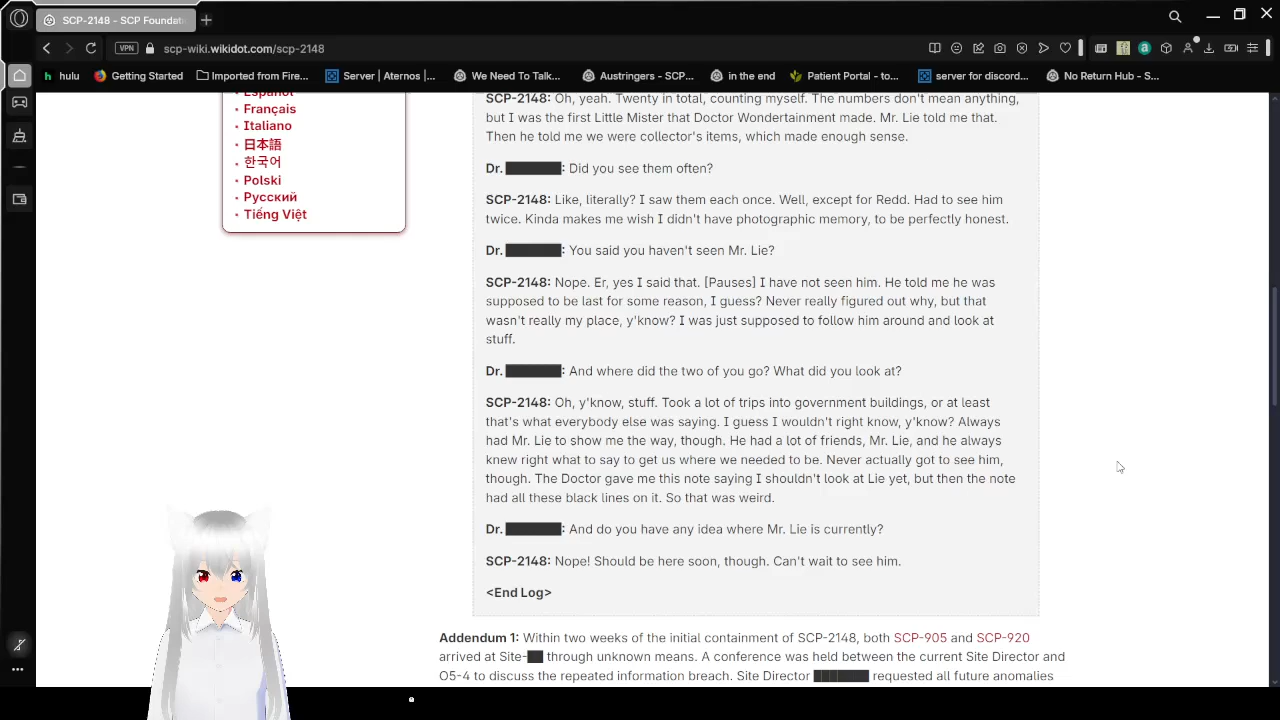 SCP-2148 - SCP Foundati
scp-wiki.wikidot.com/scp-2148
VPN
hulu
Getting Started
Imported from Fire...
Server | Aternos |...
We Need To Talk...
Austringers - SCP...
in the end
Patient Portal - to...
server for discord...
No Return Hub - S...
Español
Français
Italiano
日本語
한국어
Polski
Русский
Tiếng Việt
SCP-2148: Oh, yeah. Twenty in total, counting myself. The numbers don't mean anything,
but I was the first Little Mister that Doctor Wondertainment made. Mr. Lie told me that.
Then he told me we were collector's items, which made enough sense.
Dr. ███████: Did you see them often?
SCP-2148: Like, literally? I saw them each once. Well, except for Redd. Had to see him
twice. Kinda makes me wish I didn't have photographic memory, to be perfectly honest.
Dr. ███████: You said you haven't seen Mr. Lie?
SCP-2148: Nope. Er, yes I said that. [Pauses] I have not seen him. He told me he was
supposed to be last for some reason, I guess? Never really figured out why, but that
wasn't really my place, y'know? I was just supposed to follow him around and look at
stuff.
Dr. ███████: And where did the two of you go? What did you look at?
SCP-2148: Oh, y'know, stuff. Took a lot of trips into government buildings, or at least
that's what everybody else was saying. I guess I wouldn't right know, y'know? Always
had Mr. Lie to show me the way, though. He had a lot of friends, Mr. Lie, and he always
knew right what to say to get us where we needed to be. Never actually got to see him,
though. The Doctor gave me this note saying I shouldn't look at Lie yet, but then the note
had all these black lines on it. So that was weird.
Dr. ███████: And do you have any idea where Mr. Lie is currently?
SCP-2148: Nope! Should be here soon, though. Can't wait to see him.
<End Log>
Addendum 1: Within two weeks of the initial containment of SCP-2148, both SCP-905 and SCP-920
arrived at Site-██ through unknown means. A conference was held between the current Site Director and
O5-4 to discuss the repeated information breach. Site Director ███████ requested all future anomalies